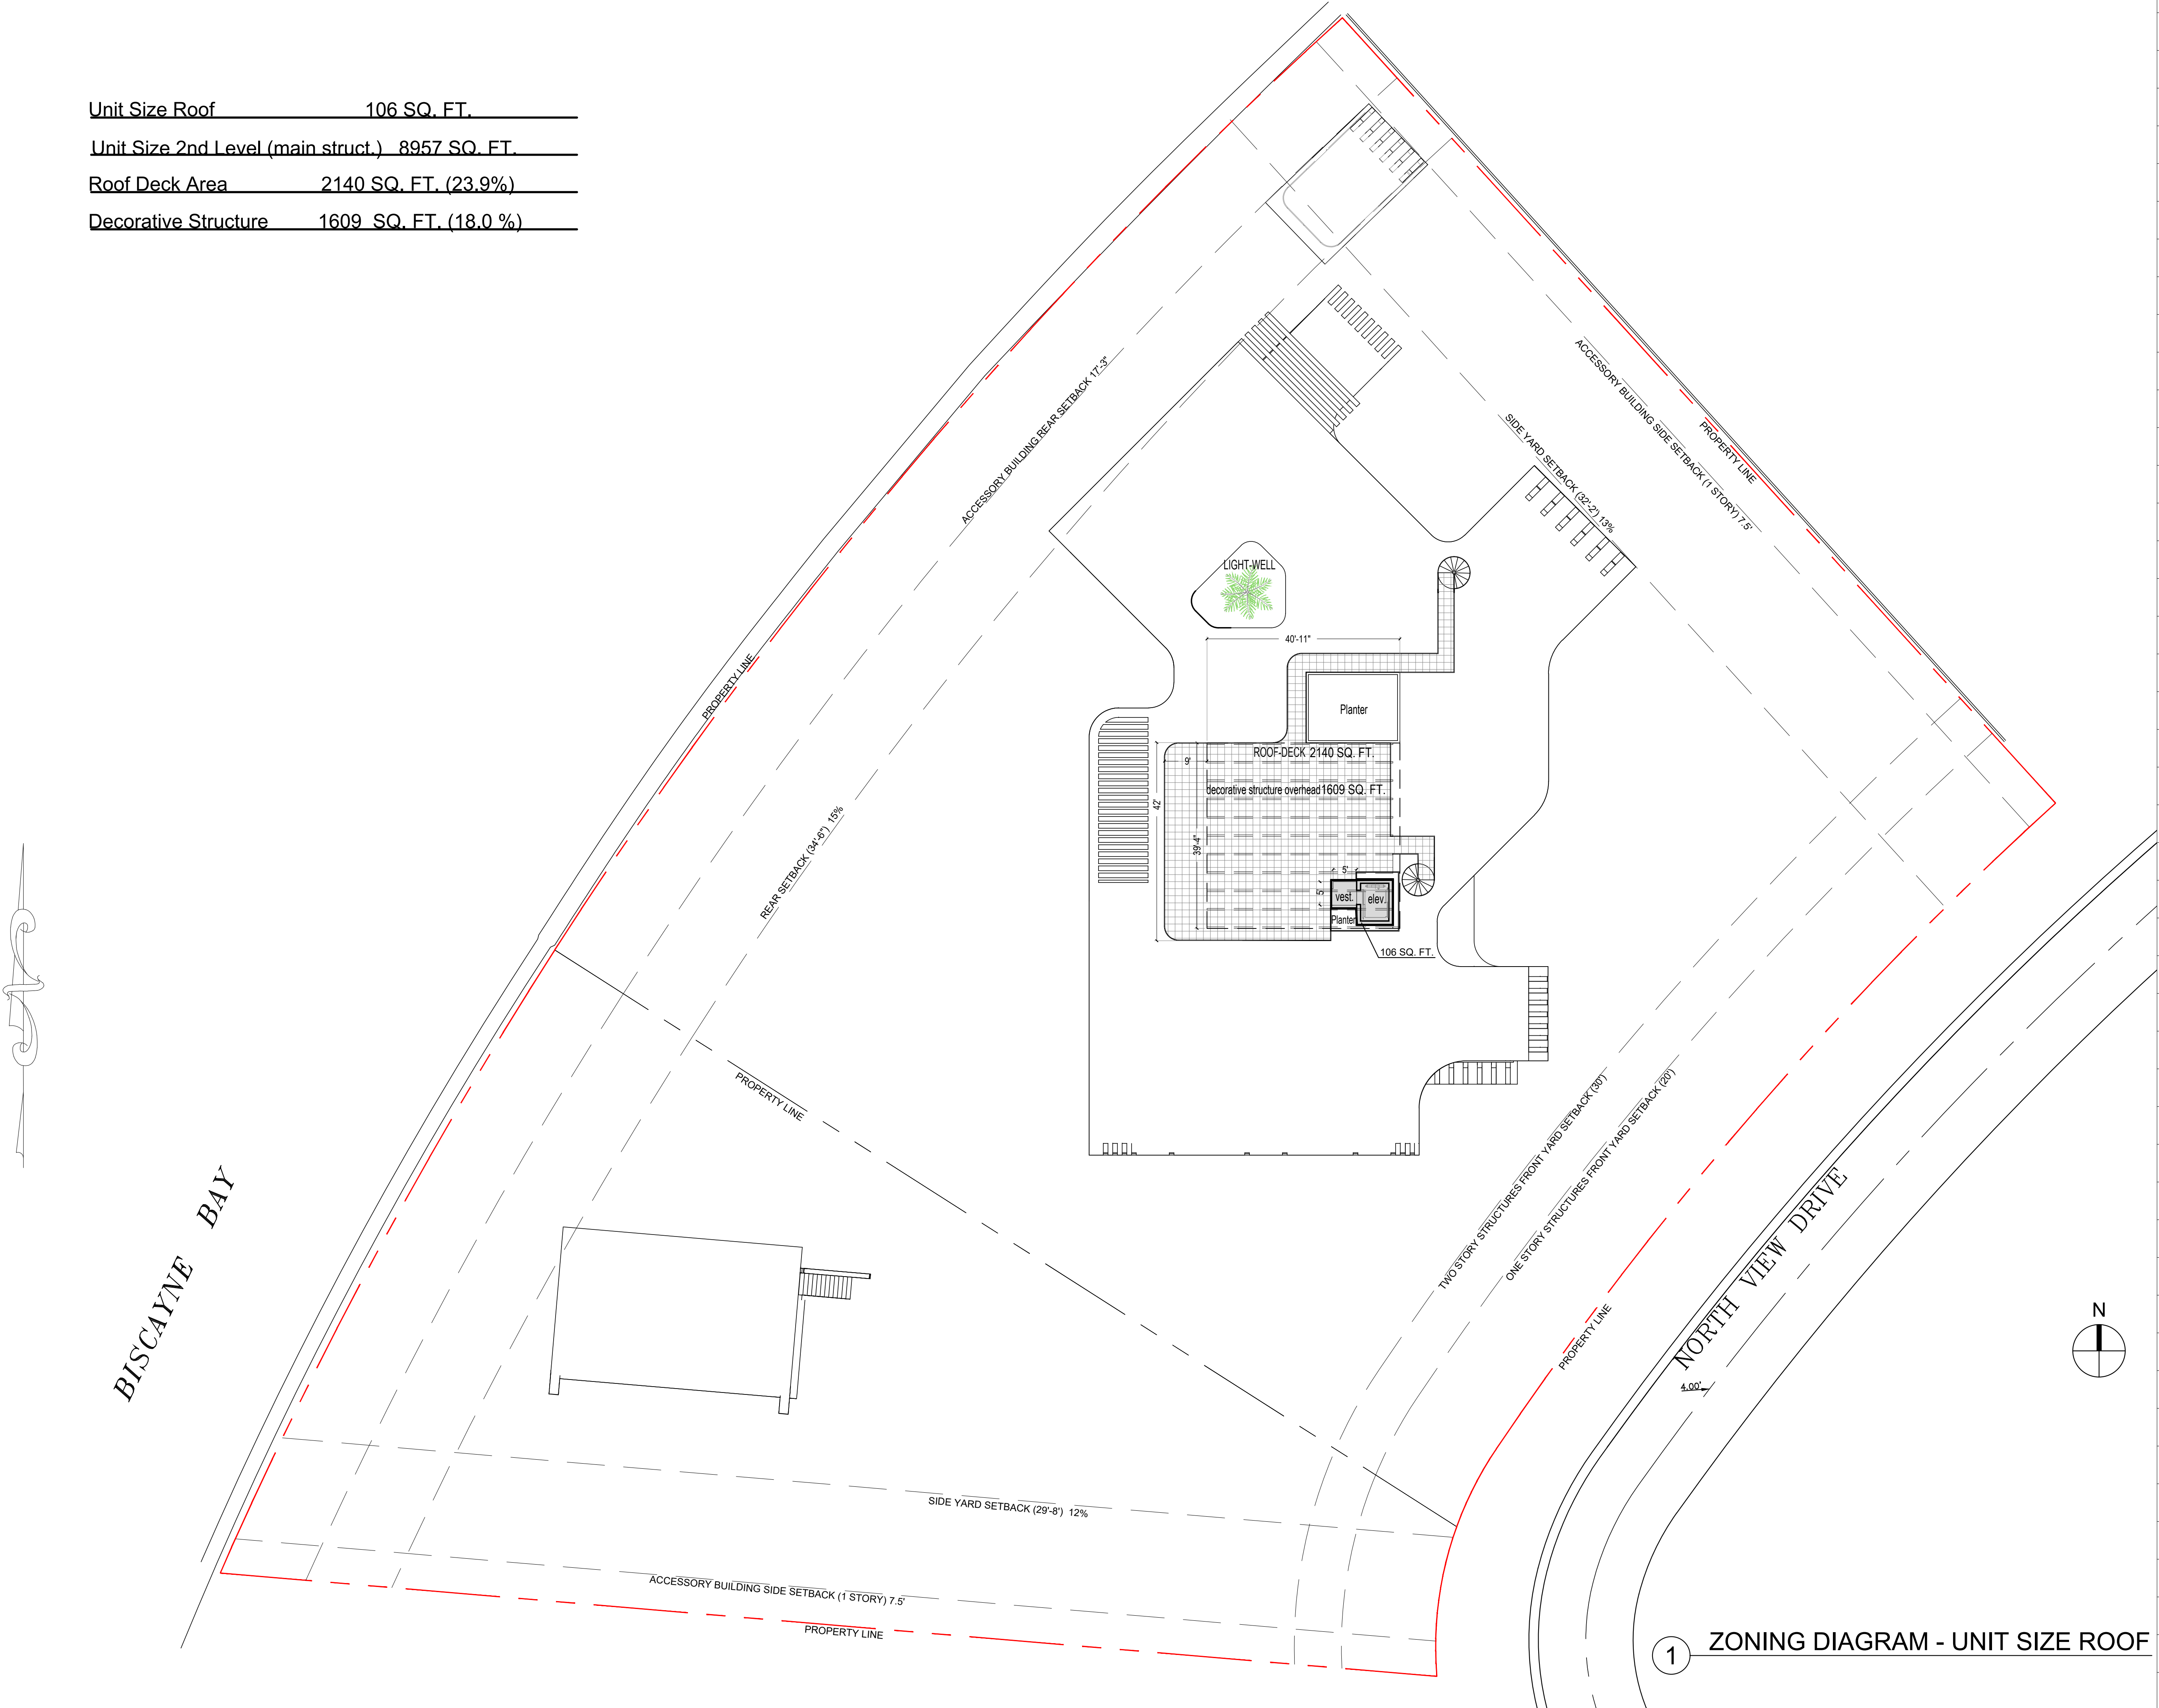 Unit Size Roof 106 SQ. FT.
Unit Size 2nd Level (main struct.) 8957 SQ. FT.
Roof Deck Area 2140 SQ. FT. (23.9%)
Decorative Structure 1609 SQ. FT. (18.0 %)
ACCESSORY BUILDING REAR SETBACK 17'-3"
ACCESSORY BUILDING SIDE SETBACK (1 STORY) 7.5'
PROPERTY LINE
SIDE YARD SETBACK (32'-2') 13%
LIGHT-WELL
40'-11"
PROPERTY LINE
Planter
ROOF-DECK 2140 SQ. FT.
9'
decorative structure overhead 1609 SQ. FT.
42'
39'-4"
REAR SETBACK (34'-6") 15%
5'
5'
vest.
elev.
Planter
106 SQ. FT.
PROPERTY LINE
TWO STORY STRUCTURES FRONT YARD SETBACK (30')
ONE STORY STRUCTURES FRONT YARD SETBACK (20')
PROPERTY LINE
BISCAYNE BAY
NORTH VIEW DRIVE
4.00'
N
SIDE YARD SETBACK (29'-8') 12%
ACCESSORY BUILDING SIDE SETBACK (1 STORY) 7.5'
PROPERTY LINE
1 ZONING DIAGRAM - UNIT SIZE ROOF